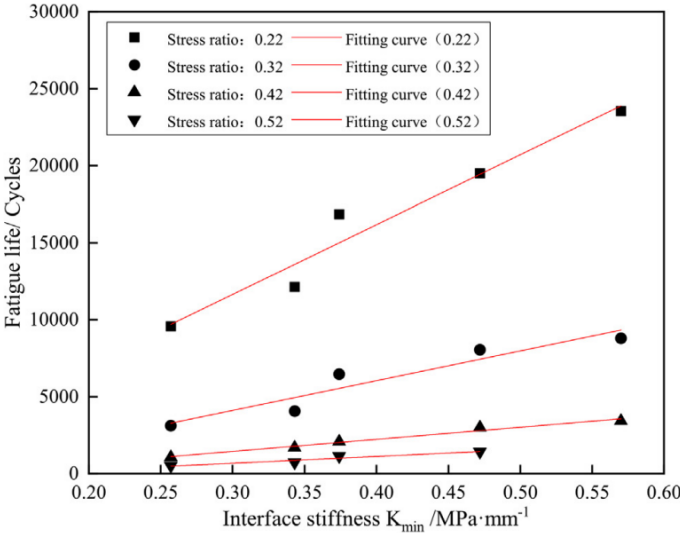 30000
25000
20000
15000
10000
5000
0
Fatigue life/ Cycles
Stress ratio：0.22 Fitting curve（0.22）
Stress ratio：0.32 Fitting curve（0.32）
Stress ratio：0.42 Fitting curve（0.42）
Stress ratio：0.52 Fitting curve（0.52）
0.20 0.25 0.30 0.35 0.40 0.45 0.50 0.55 0.60
Interface stiffness Kmin /MPa·mm⁻¹